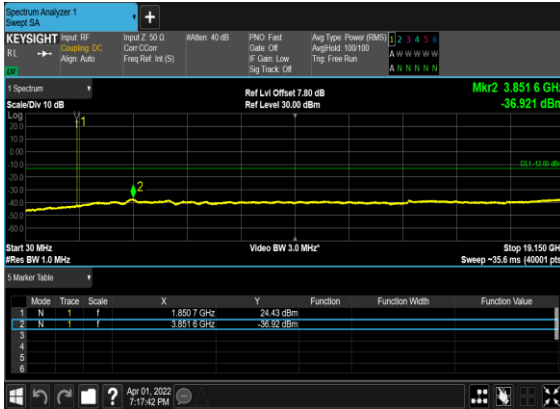 Spectrum Analyzer 1
Swept SA
+
KEYSIGHT Input: RF Input Z: 50 Ω #Atten: 40 dB PNO: Fast Avg Type: Power (RMS) 1 2 3 4 5 6
RL Coupling: DC Corr CCorr Gate: Off Avg|Hold: 100/100 A W W W W W
Align: Auto Freq Ref: Int (S) IF Gain: Low Trig: Free Run
Sig Track: Off A N N N N N
1 Spectrum Ref Lvl Offset 7.80 dB Mkr2 3.851 6 GHz
Scale/Div 10 dB Ref Level 30.00 dBm -36.921 dBm
Log
20.0
10.0
0.00
-10.0
-20.0
-30.0
-40.0
-50.0
-60.0
1
DL1 -13.00 dBm
2
Start 30 MHz Video BW 3.0 MHz* Stop 19.150 GHz
#Res BW 1.0 MHz Sweep ~35.6 ms (40001 pts)
5 Marker Table
Mode Trace Scale X Y Function Function Width Function Value
1 N 1 f 1.850 7 GHz 24.43 dBm
2 N 1 f 3.851 6 GHz -36.92 dBm
3
4
5
6
? Apr 01, 2022
7:17:42 PM